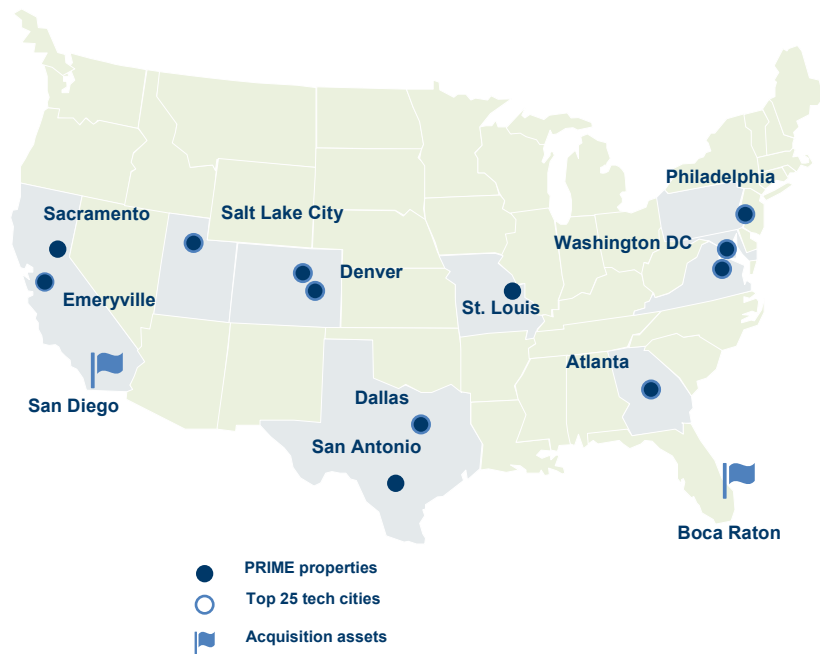 Philadelphia
Sacramento
Salt Lake City
Washington DC
Denver
Emeryville
St. Louis
Atlanta
Dallas
San Diego
San Antonio
Boca Raton
PRIME properties
Top 25 tech cities
Acquisition assets